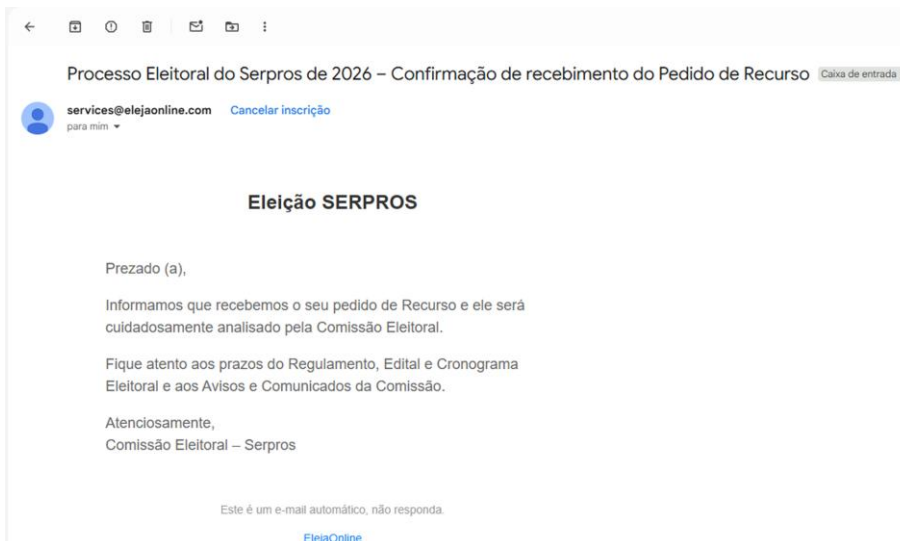 Processo Eleitoral do Serpros de 2026 – Confirmação de recebimento do Pedido de Recurso Caixa de entrada
services@elejaonline.com Cancelar inscrição
para mim
Eleição SERPROS
Prezado (a),
Informamos que recebemos o seu pedido de Recurso e ele será
cuidadosamente analisado pela Comissão Eleitoral.
Fique atento aos prazos do Regulamento, Edital e Cronograma
Eleitoral e aos Avisos e Comunicados da Comissão.
Atenciosamente,
Comissão Eleitoral – Serpros
Este é um e-mail automático, não responda.
ElejaOnline